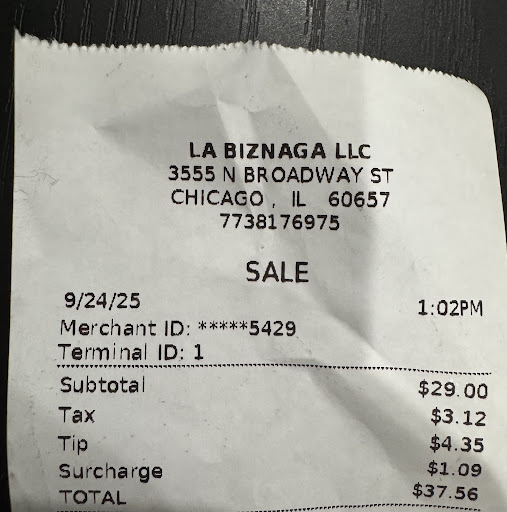 LA BIZNAGA LLC
3555 N BROADWAY ST
CHICAGO , IL 60657
7738176975
SALE
9/24/25 1:02PM
Merchant ID: *****5429
Terminal ID: 1
Subtotal $29.00
Tax $3.12
Tip $4.35
Surcharge $1.09
TOTAL $37.56